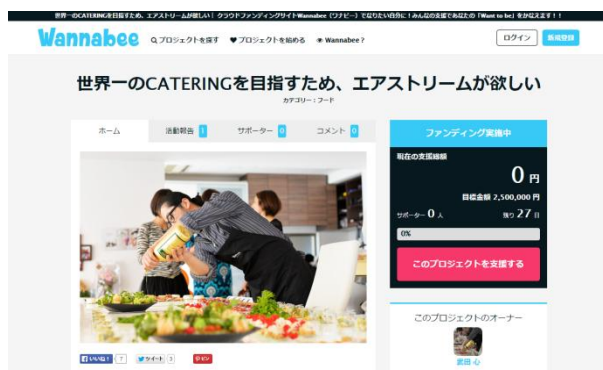 世界一のCATERINGを目指すため、エアストリームが欲しい | クラウドファンディングサイトWannabee（ワナビー）でなりたい自分に！みんなの支援であなたの「Want to be」をかなえます！！
Wannabee
プロジェクトを探す
プロジェクトを始める
Wannabee？
ログイン
新規登録
世界一のCATERINGを目指すため、エアストリームが欲しい
カテゴリー：フード
ホーム
活動報告 1
サポーター 0
コメント 0
ファンディング実施中
現在の支援総額
0 円
目標金額 2,500,000 円
サポーター 0 人
残り 27 日
0%
このプロジェクトを支援する
このプロジェクトのオーナー
武田 心
いいね！ 7
ツイート 3
ピン